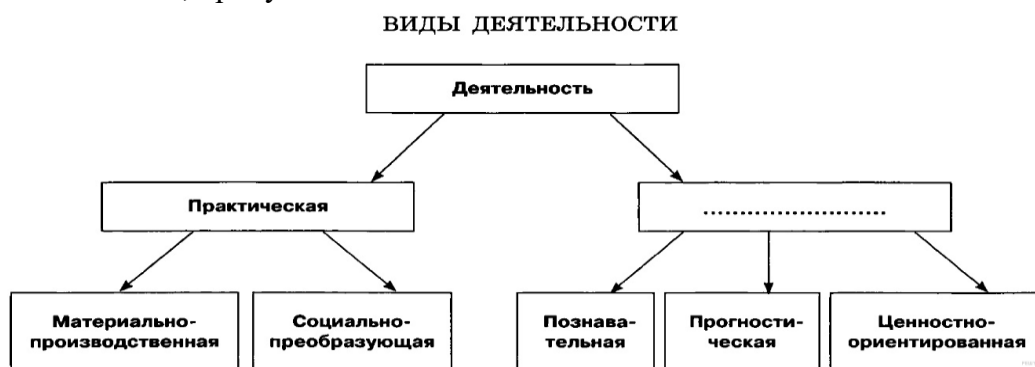 ВИДЫ ДЕЯТЕЛЬНОСТИ
Деятельность
Практическая
............................
Материально-
производственная
Социально-
преобразующая
Познава-
тельная
Прогности-
ческая
Ценностно-
ориентированная